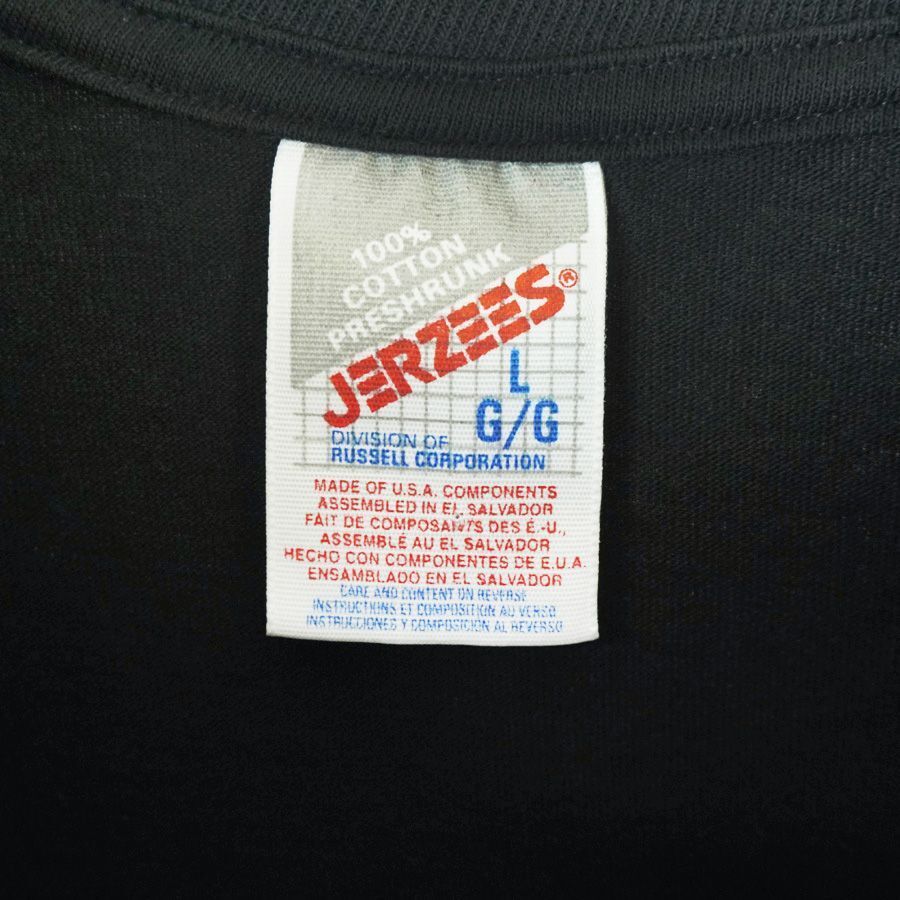 100%
COTTON
PRESHRUNK
JERZEES®
L
G/G
DIVISION OF
RUSSELL CORPORATION
MADE OF U.S.A. COMPONENTS
ASSEMBLED IN EL SALVADOR
FAIT DE COMPOSANTS DES É.-U.,
ASSEMBLÉ AU EL SALVADOR
HECHO CON COMPONENTES DE E.U.A.
ENSAMBLADO EN EL SALVADOR
CARE AND CONTENT ON REVERSE
INSTRUCTIONS ET COMPOSITION AU VERSO
INSTRUCCIONES Y COMPOSICIÓN AL REVERSO